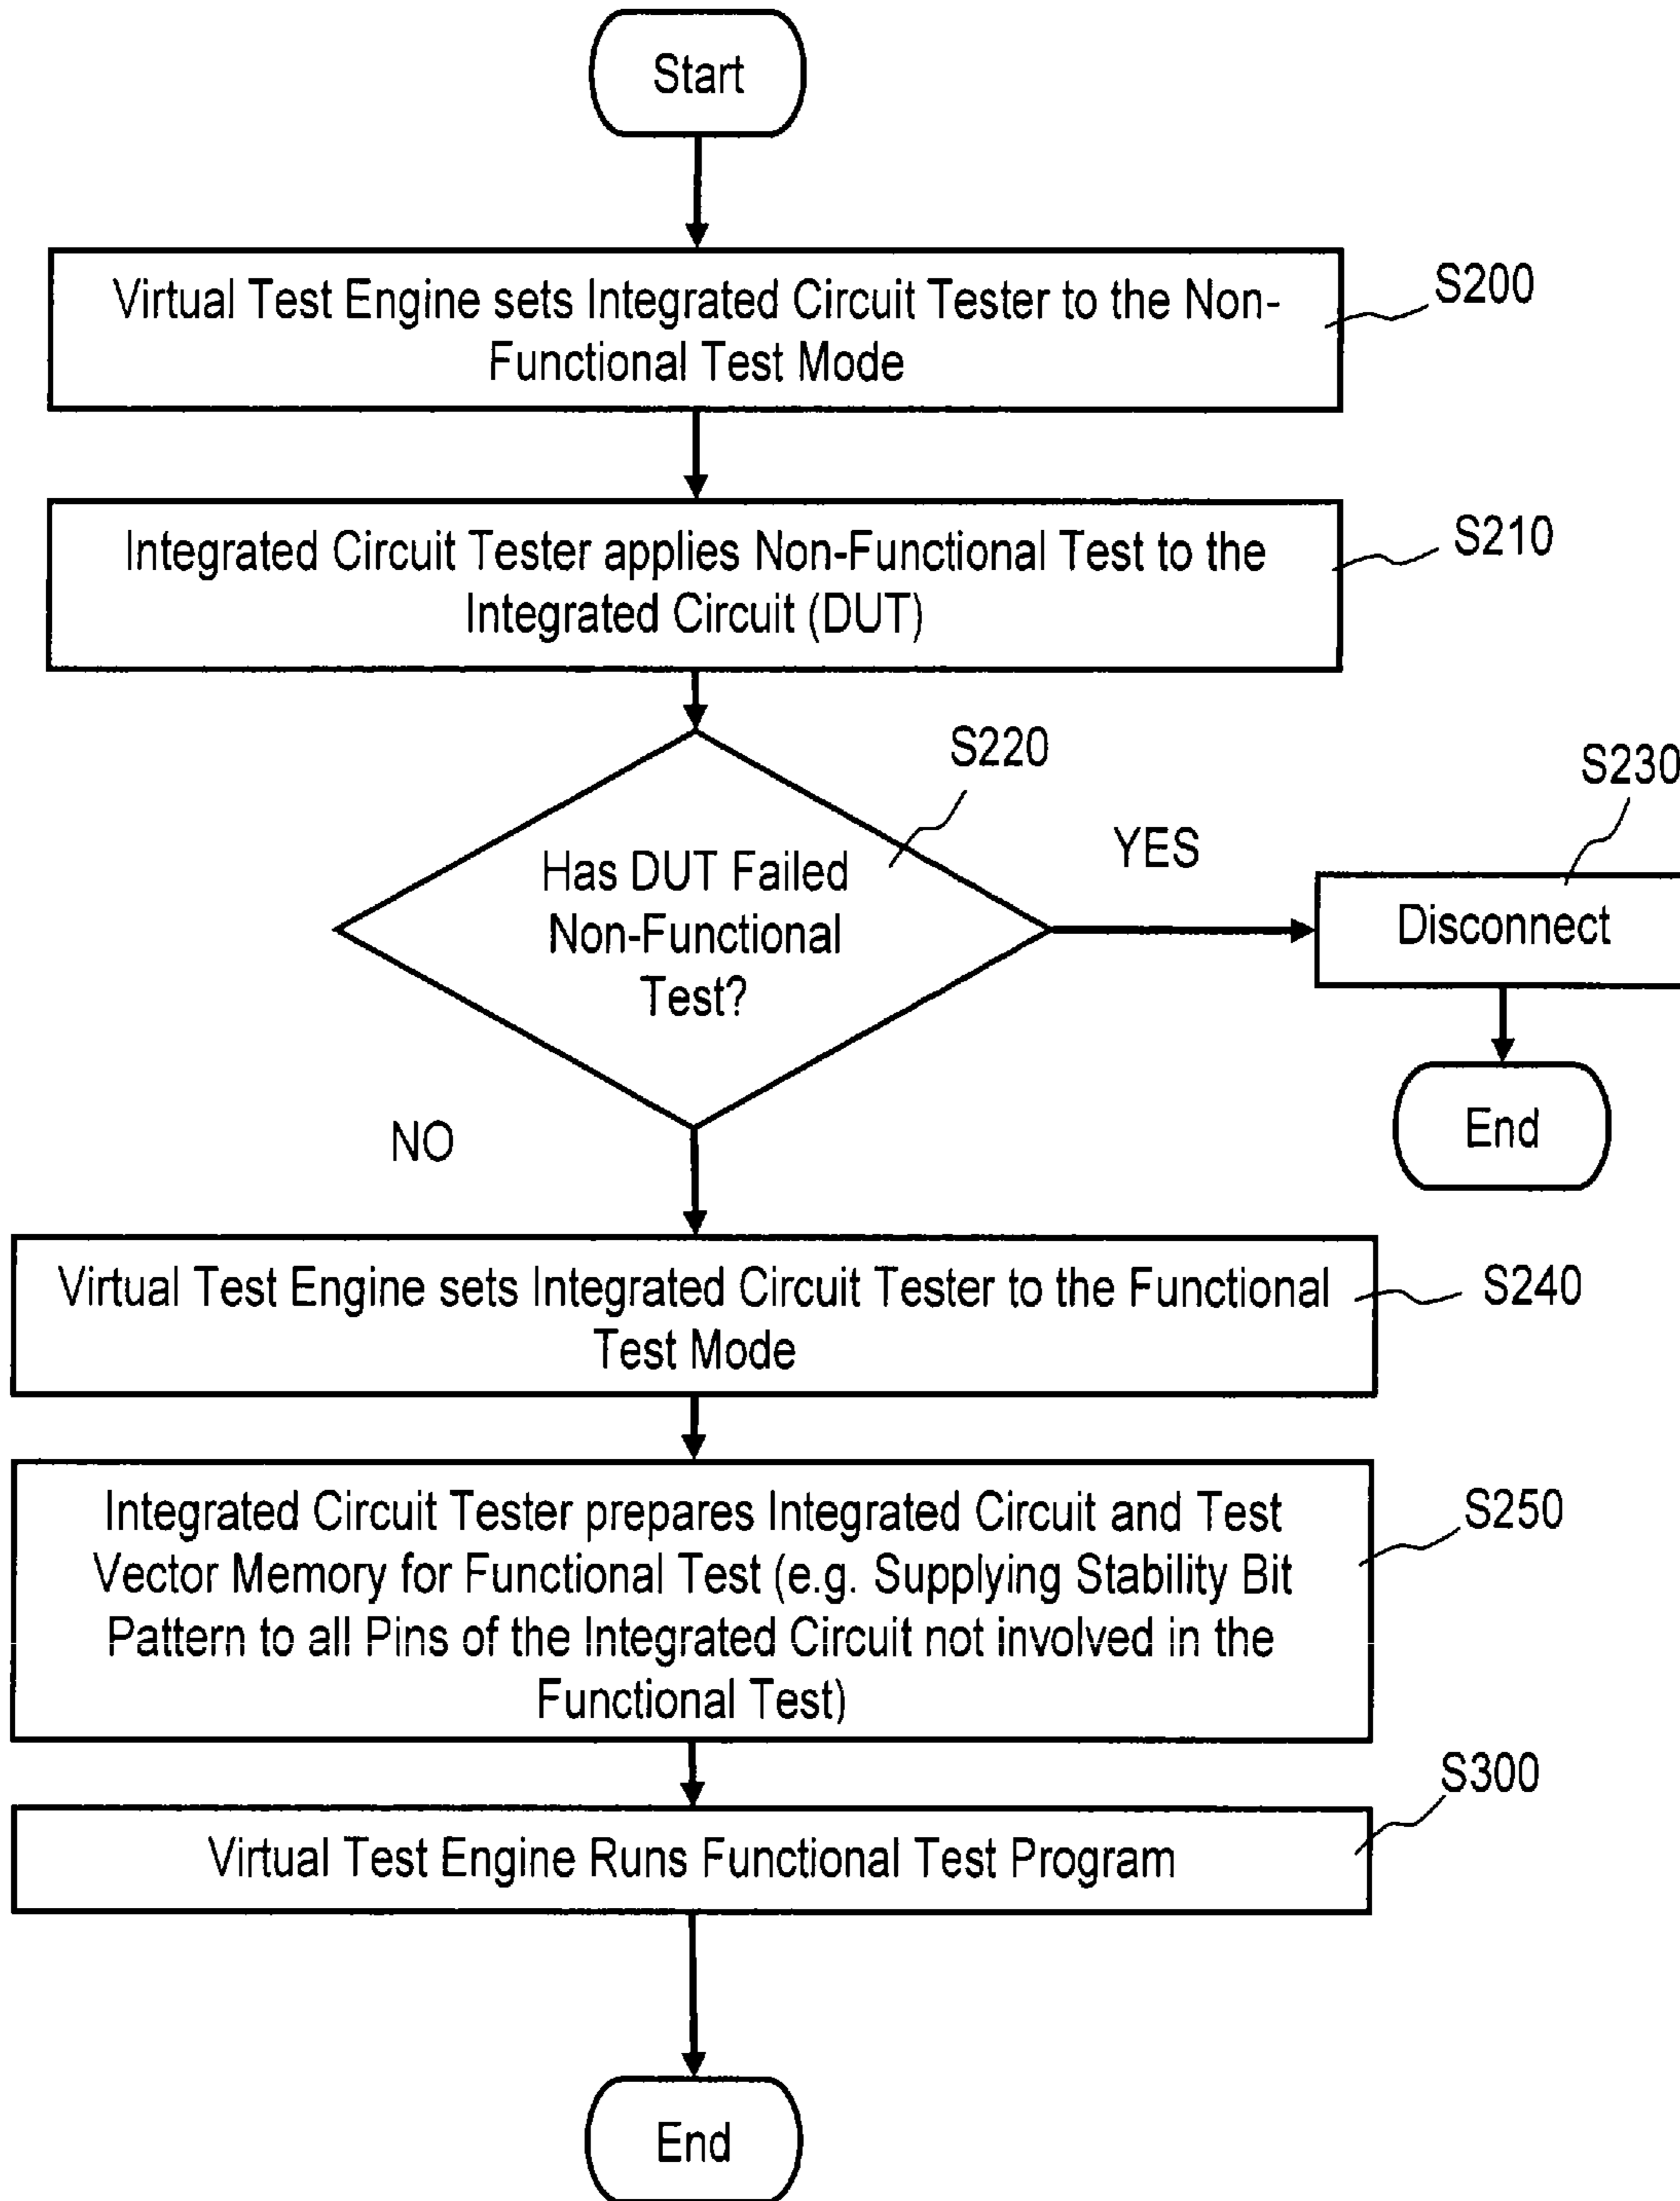 Start
Virtual Test Engine sets Integrated Circuit Tester to the Non-
Functional Test Mode
S200
Integrated Circuit Tester applies Non-Functional Test to the
Integrated Circuit (DUT)
S210
S220
Has DUT Failed
Non-Functional
Test?
YES
S230
Disconnect
End
NO
Virtual Test Engine sets Integrated Circuit Tester to the Functional
Test Mode
S240
Integrated Circuit Tester prepares Integrated Circuit and Test
Vector Memory for Functional Test (e.g. Supplying Stability Bit
Pattern to all Pins of the Integrated Circuit not involved in the
Functional Test)
S250
Virtual Test Engine Runs Functional Test Program
S300
End